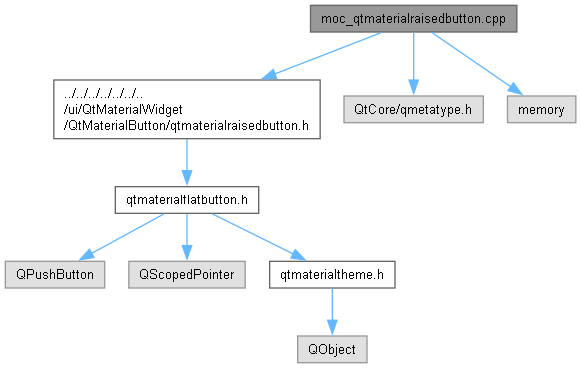 moc_qtmaterialraisedbutton.cpp
../../../../../../..
/ui/QtMaterialWidget
/QtMaterialButton/qtmaterialraisedbutton.h
QtCore/qmetatype.h
memory
qtmaterialflatbutton.h
QPushButton
QScopedPointer
qtmaterialtheme.h
QObject